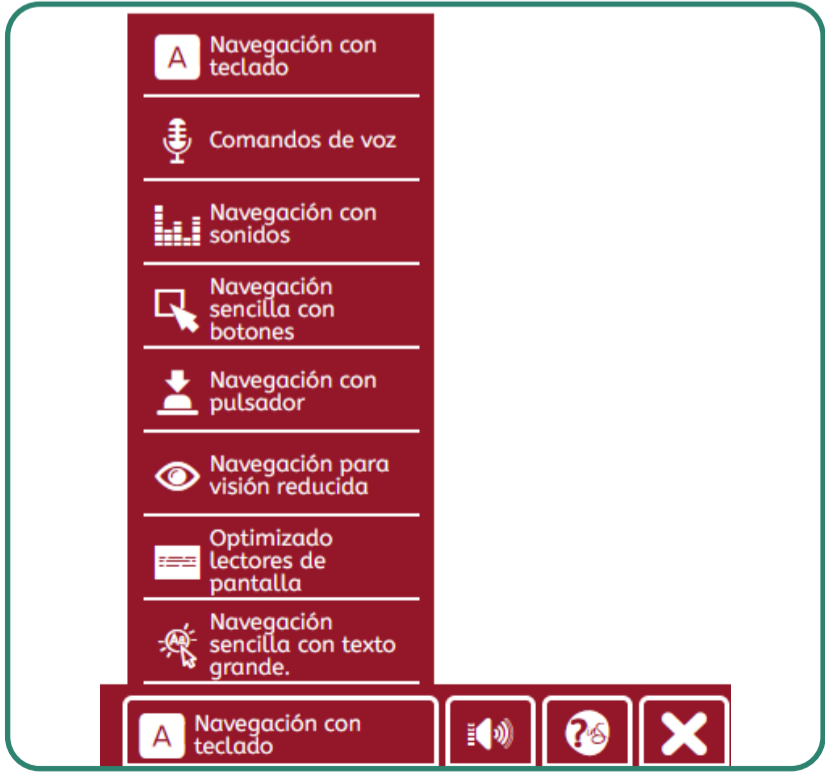 A
Navegación con
teclado
Comandos de voz
Navegación con
sonidos
Navegación
sencilla con
botones
Navegación con
pulsador
Navegación para
visión reducida
Optimizado
lectores de
pantalla
Aa
Navegación
sencilla con texto
grande.
A
Navegación con
teclado
?